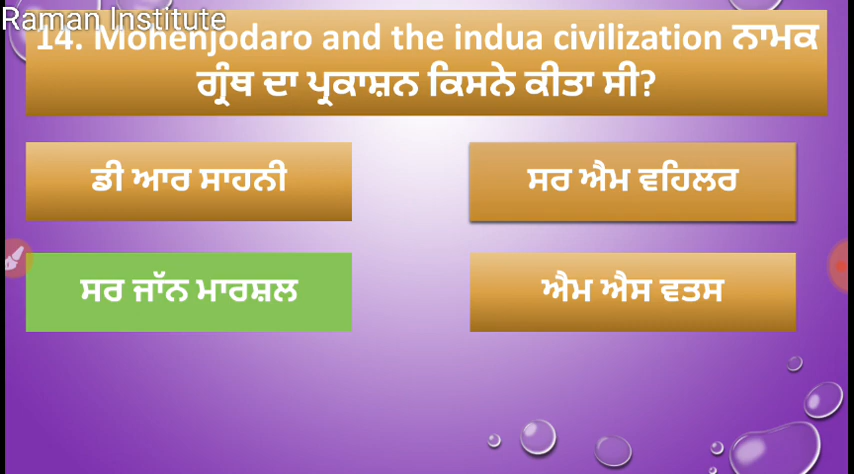 Raman Institute
14. Mohenjodaro and the indua civilization ਨਾਮਕ
ਗ੍ਰੰਥ ਦਾ ਪ੍ਰਕਾਸ਼ਨ ਕਿਸਨੇ ਕੀਤਾ ਸੀ?
ਡੀ ਆਰ ਸਾਹਨੀ
ਸਰ ਐਮ ਵਹਿਲਰ
ਸਰ ਜਾੱਨ ਮਾਰਸ਼ਲ
ਐਮ ਐਸ ਵਤਸ